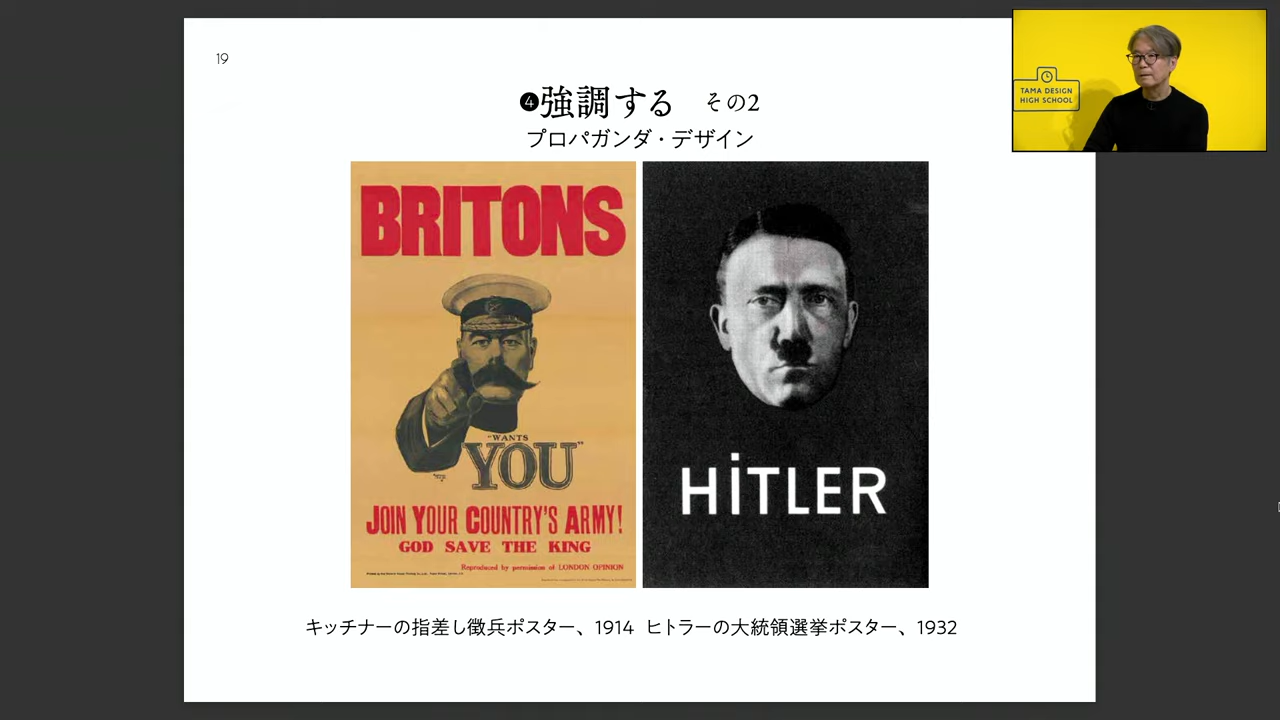 19
❹強調する その2
プロパガンダ・デザイン
BRITONS
"WANTS
YOU"
JOIN YOUR COUNTRY'S ARMY!
GOD SAVE THE KING
Reproduced by permission of LONDON OPINION
HiTLER
キッチナーの指差し徴兵ポスター、1914 ヒトラーの大統領選挙ポスター、1932
TAMA DESIGN
HIGH SCHOOL